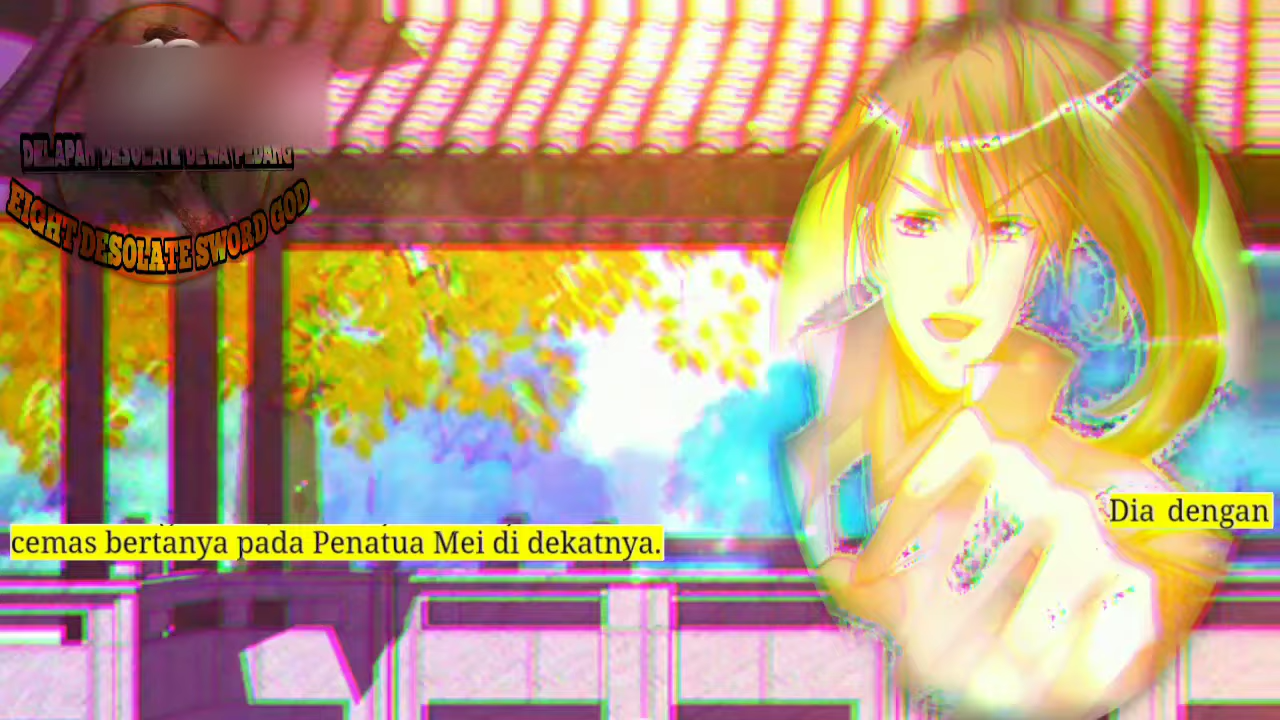 DELAPAN DESOLATE DEWA PEDANG
EIGHT DESOLATE SWORD GOD
Dia dengan
cemas bertanya pada Penatua Mei di dekatnya.